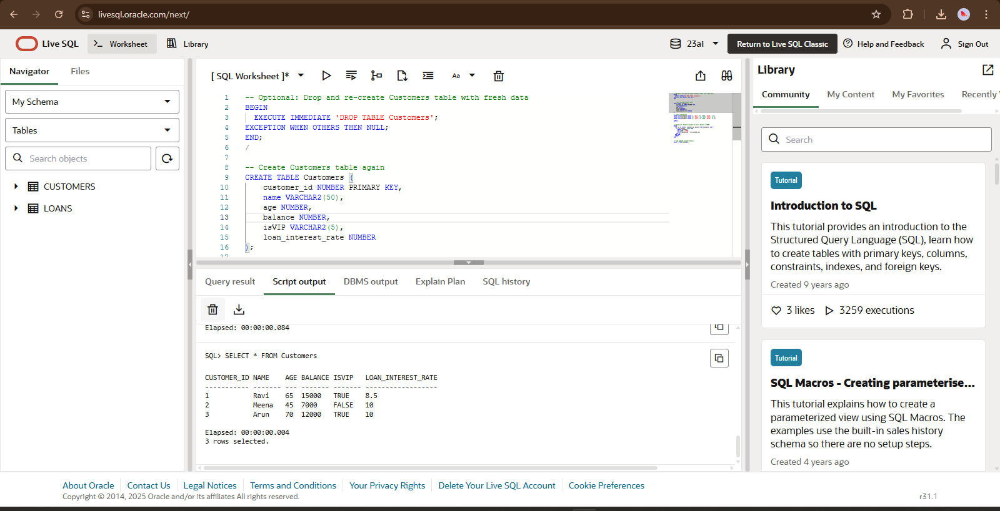 livesql.oracle.com/next/
Live SQL
Worksheet
Library
23ai
Return to Live SQL Classic
Help and Feedback
Sign Out
Navigator
Files
My Schema
Tables
Search objects
CUSTOMERS
LOANS
[ SQL Worksheet ]*
Aa
1 -- Optional: Drop and re-create Customers table with fresh data
2 BEGIN
3 EXECUTE IMMEDIATE 'DROP TABLE Customers';
4 EXCEPTION WHEN OTHERS THEN NULL;
5 END;
6 /
7
8 -- Create Customers table again
9 CREATE TABLE Customers (
10 customer_id NUMBER PRIMARY KEY,
11 name VARCHAR2(50),
12 age NUMBER,
13 balance NUMBER,
14 isVIP VARCHAR2(5),
15 loan_interest_rate NUMBER
16 );
17
Query result
Script output
DBMS output
Explain Plan
SQL history
Elapsed: 00:00:00.084
SQL> SELECT * FROM Customers
CUSTOMER_ID NAME AGE BALANCE ISVIP LOAN_INTEREST_RATE
----------- ------- --- ------- ------- ------------------
1 Ravi 65 15000 TRUE 8.5
2 Meena 45 7000 FALSE 10
3 Arun 70 12000 TRUE 10
Elapsed: 00:00:00.004
3 rows selected.
Library
Community
My Content
My Favorites
Recently
Search
Tutorial
Introduction to SQL
This tutorial provides an introduction to the
Structured Query Language (SQL), learn how
to create tables with primary keys, columns,
constraints, indexes, and foreign keys.
Created 9 years ago
3 likes
3259 executions
Tutorial
SQL Macros - Creating parameterise...
This tutorial explains how to create a
parameterized view using SQL Macros. The
examples use the built-in sales history
schema so there are no setup steps.
Created 4 years ago
About Oracle
Contact Us
Legal Notices
Terms and Conditions
Your Privacy Rights
Delete Your Live SQL Account
Cookie Preferences
Copyright © 2014, 2025 Oracle and/or its affiliates All rights reserved.
r31.1